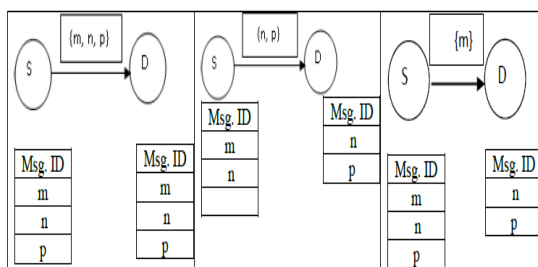 {m, n, p}
S
D
Msg. ID
m
n
p
Msg. ID
m
n
p
{n, p}
S
D
Msg. ID
m
n
Msg. ID
n
p
{m}
S
D
Msg. ID
m
n
p
Msg. ID
n
p